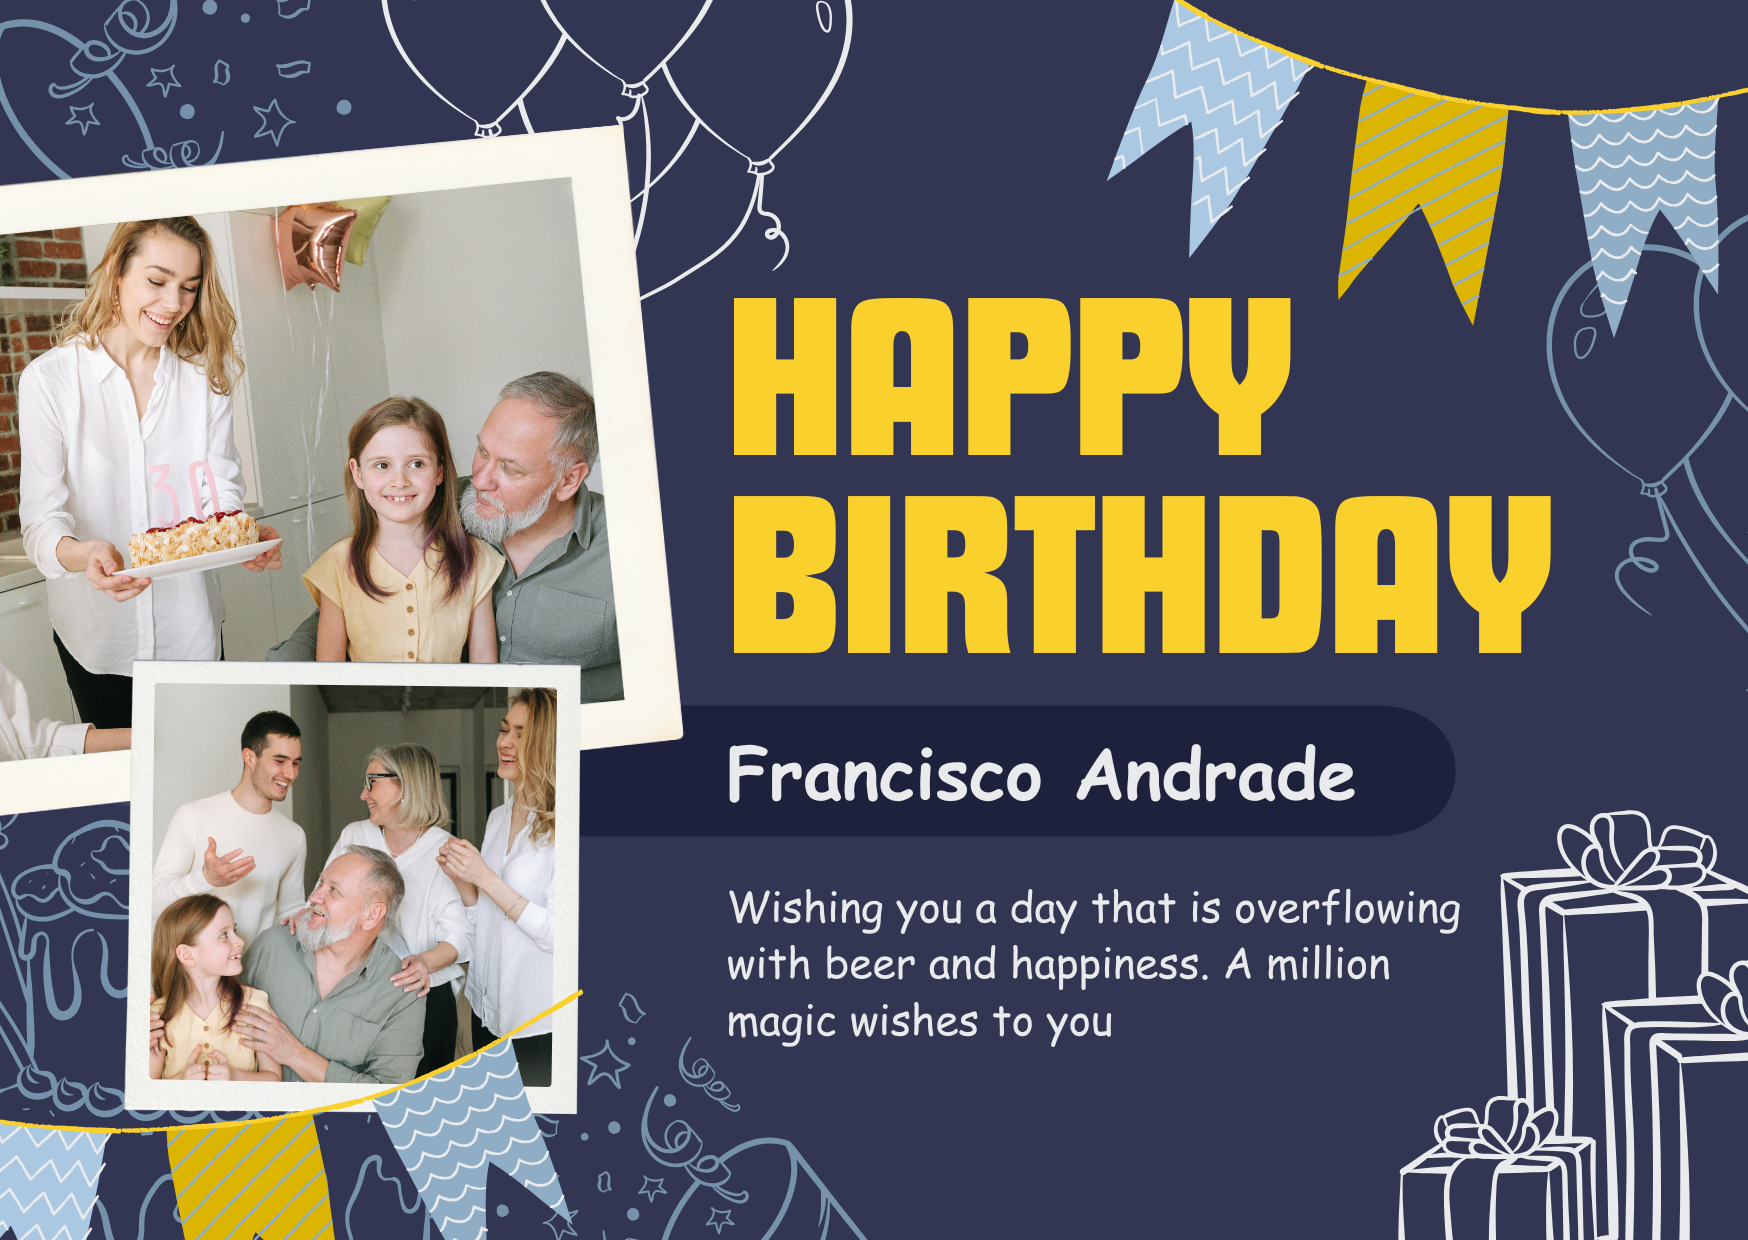 30
HAPPY
BIRTHDAY
Francisco Andrade
Wishing you a day that is overflowing
with beer and happiness. A million
magic wishes to you